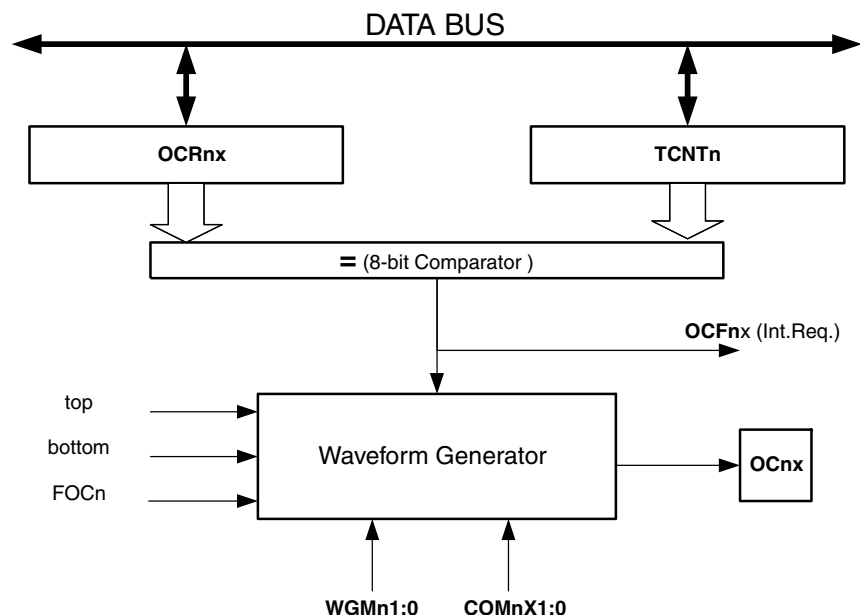 DATA BUS
OCRnx
TCNTn
= (8-bit Comparator )
OCFnx (Int.Req.)
top
bottom
FOCn
Waveform Generator
OCnx
WGMn1:0
COMnX1:0